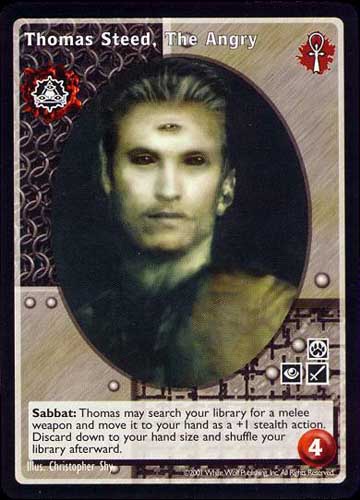 Thomas Steed, The Angry
Sabbat: Thomas may search your library for a melee
weapon and move it to your hand as a +1 stealth action.
Discard down to your hand size and shuffle your
library afterward.
4
Illus. Christopher Shy
©2001 White Wolf Publishing, Inc. All Rights Reserved.